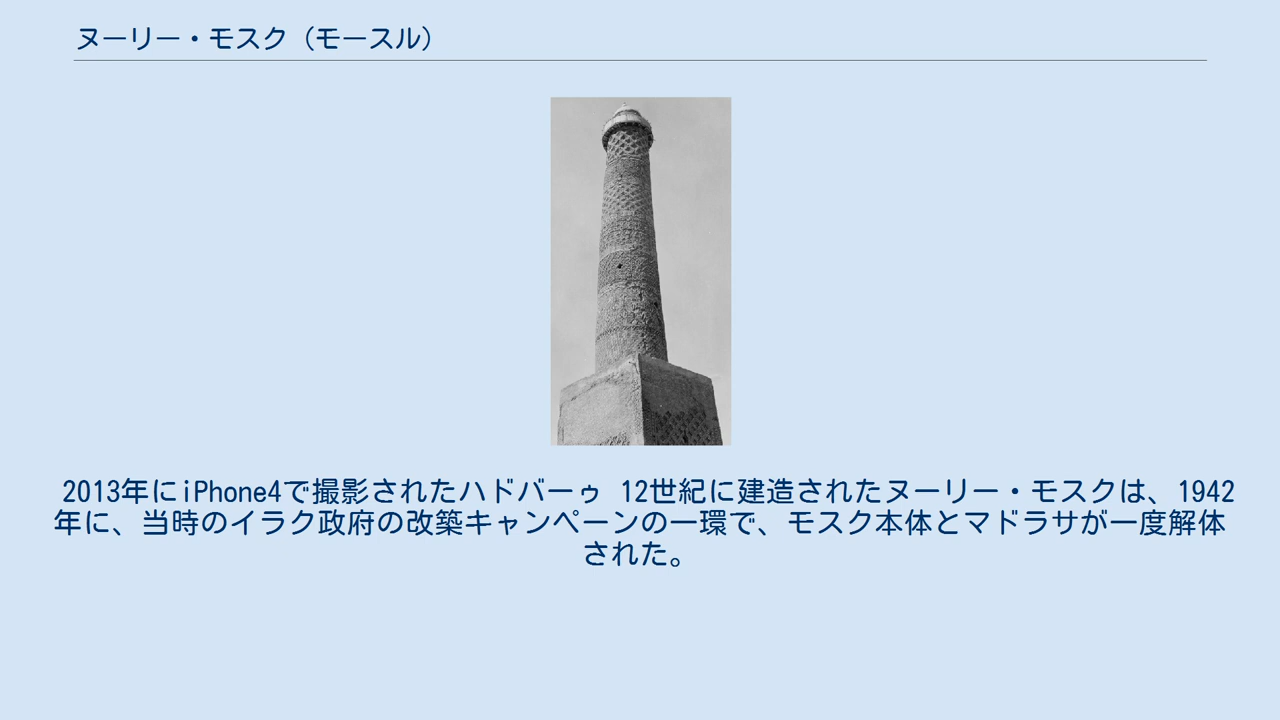 ヌーリー・モスク（モースル）
2013年にiPhone4で撮影されたハドバーゥ 12世紀に建造されたヌーリー・モスクは、1942
年に、当時のイラク政府の改築キャンペーンの一環で、モスク本体とマドラサが一度解体
された。